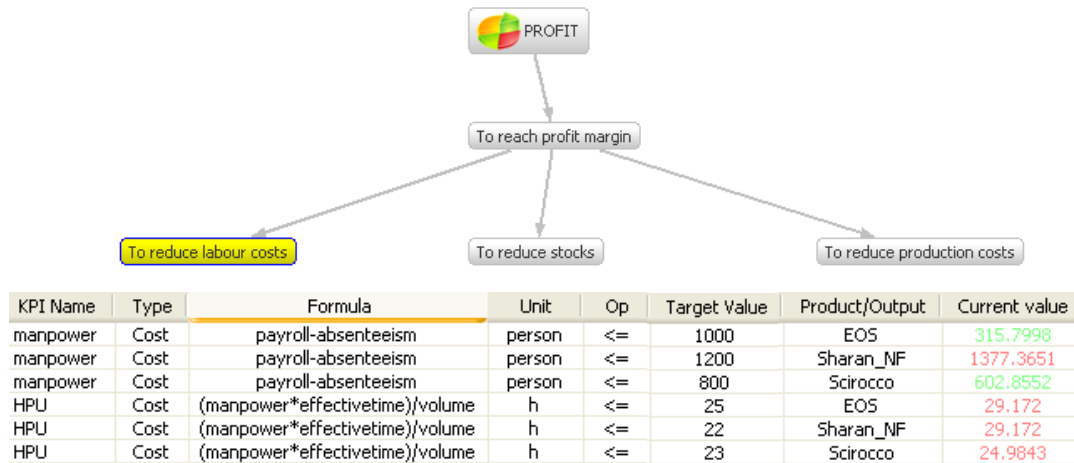 PROFIT
To reach profit margin
To reduce labour costs To reduce stocks To reduce production costs
KPI Name Type Formula Unit Op Target Value Product/Output Current value
manpower Cost payroll-absenteeism person <= 1000 EOS 315.7998
manpower Cost payroll-absenteeism person <= 1200 Sharan_NF 1377.3651
manpower Cost payroll-absenteeism person <= 800 Scirocco 602.8552
HPU Cost (manpower*effectivetime)/volume h <= 25 EOS 29.172
HPU Cost (manpower*effectivetime)/volume h <= 22 Sharan_NF 29.172
HPU Cost (manpower*effectivetime)/volume h <= 23 Scirocco 24.9843